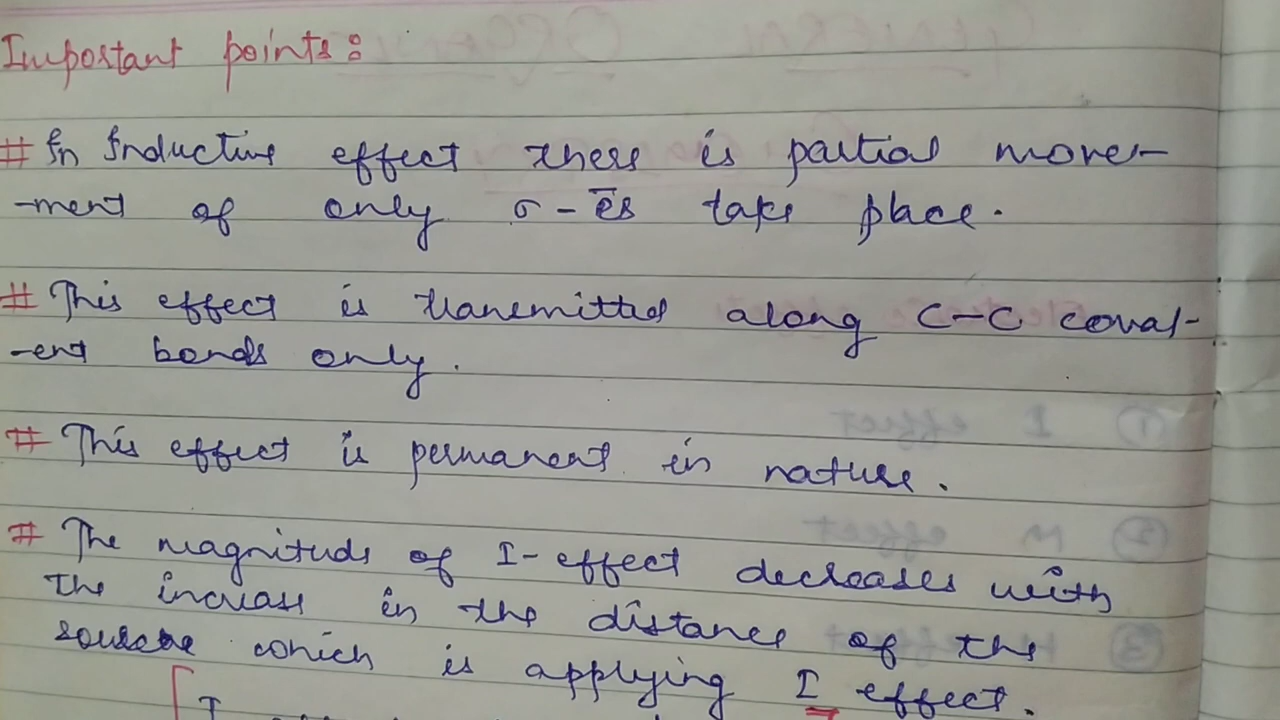 Important points:
# In Inductive effect there is partial move-
-ment of only σ-ēs take place.
# This effect is transmitted along C-C coval-
-ent bonds only.
# This effect is permanent in nature.
# The magnitude of I-effect decreases with
the increase in the distance of the
source which is applying I effect.